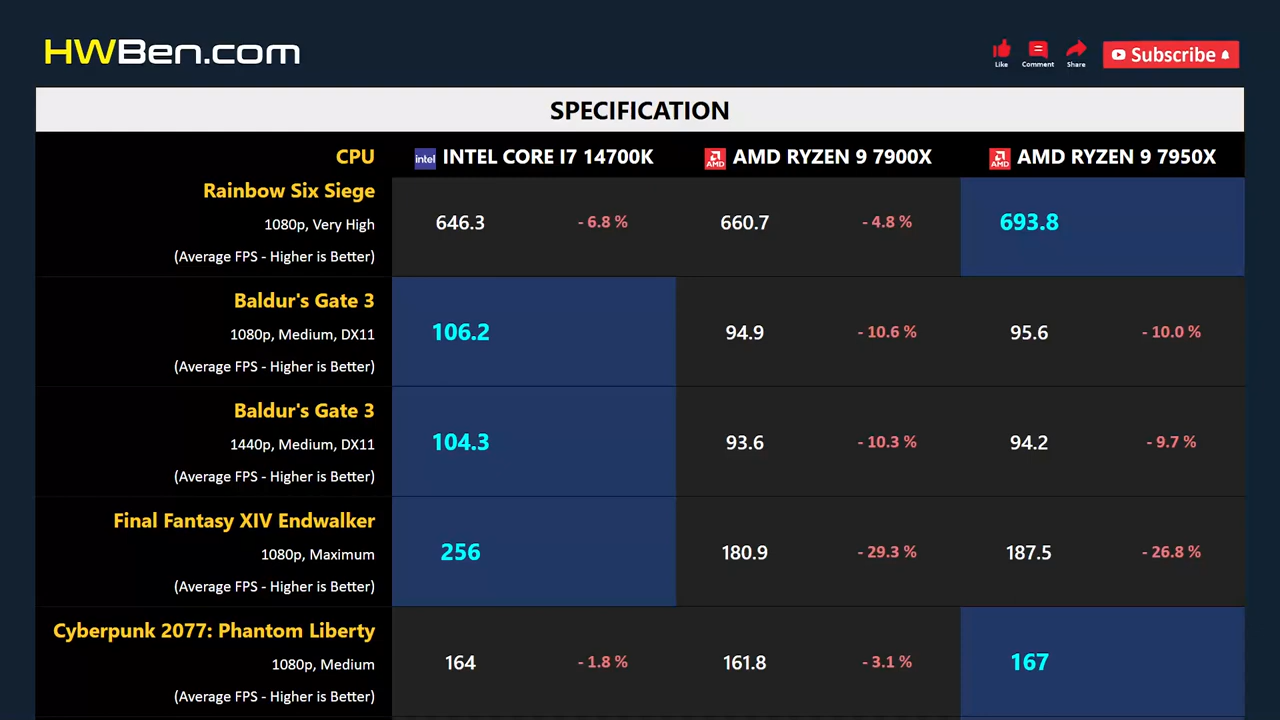 HWBen.com
Like Comment Share Subscribe
SPECIFICATION
CPU intel INTEL CORE I7 14700K AMD AMD RYZEN 9 7900X AMD AMD RYZEN 9 7950X
Rainbow Six Siege
1080p, Very High 646.3 - 6.8 % 660.7 - 4.8 % 693.8
(Average FPS - Higher is Better)
Baldur's Gate 3
1080p, Medium, DX11 106.2 94.9 - 10.6 % 95.6 - 10.0 %
(Average FPS - Higher is Better)
Baldur's Gate 3
1440p, Medium, DX11 104.3 93.6 - 10.3 % 94.2 - 9.7 %
(Average FPS - Higher is Better)
Final Fantasy XIV Endwalker
1080p, Maximum 256 180.9 - 29.3 % 187.5 - 26.8 %
(Average FPS - Higher is Better)
Cyberpunk 2077: Phantom Liberty
1080p, Medium 164 - 1.8 % 161.8 - 3.1 % 167
(Average FPS - Higher is Better)